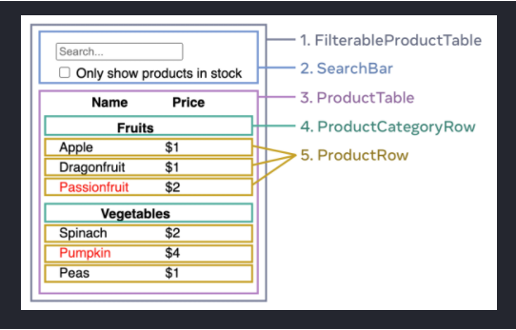 Search...
Only show products in stock
Name Price
Fruits
Apple $1
Dragonfruit $1
Passionfruit $2
Vegetables
Spinach $2
Pumpkin $4
Peas $1
1. FilterableProductTable
2. SearchBar
3. ProductTable
4. ProductCategoryRow
5. ProductRow